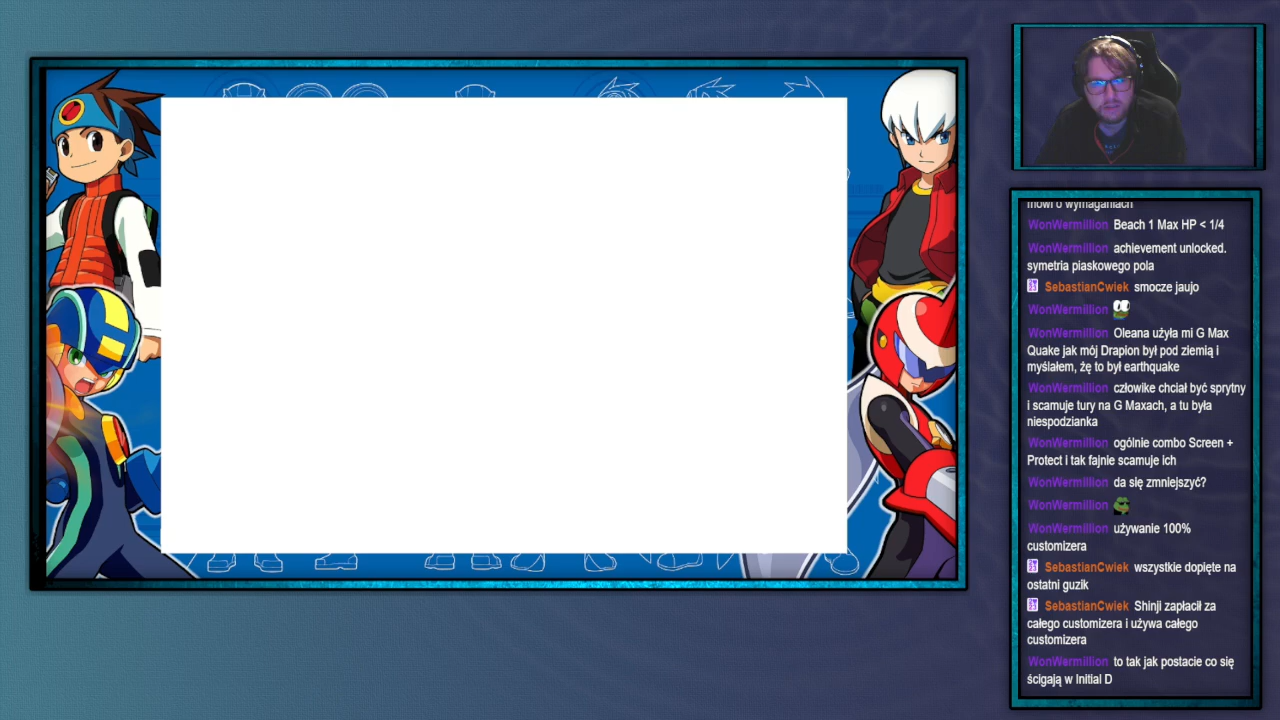 mówi o wymaganiach
WonWermillion Beach 1 Max HP < 1/4
WonWermillion achievement unlocked.
symetria piaskowego pola
SebastianCwiek smocze jaujo
WonWermillion
WonWermillion Oleana użyła mi G Max
Quake jak mój Drapion był pod ziemią i
myślałem, żę to był earthquake
WonWermillion człowike chciał być sprytny
i scamuje tury na G Maxach, a tu była
niespodzianka
WonWermillion ogólnie combo Screen +
Protect i tak fajnie scamuje ich
WonWermillion da się zmniejszyć?
WonWermillion
WonWermillion używanie 100%
customizera
SebastianCwiek wszystkie dopięte na
ostatni guzik
SebastianCwiek Shinji zapłacił za
całego customizera i używa całego
customizera
WonWermillion to tak jak postacie co się
ścigają w Initial D